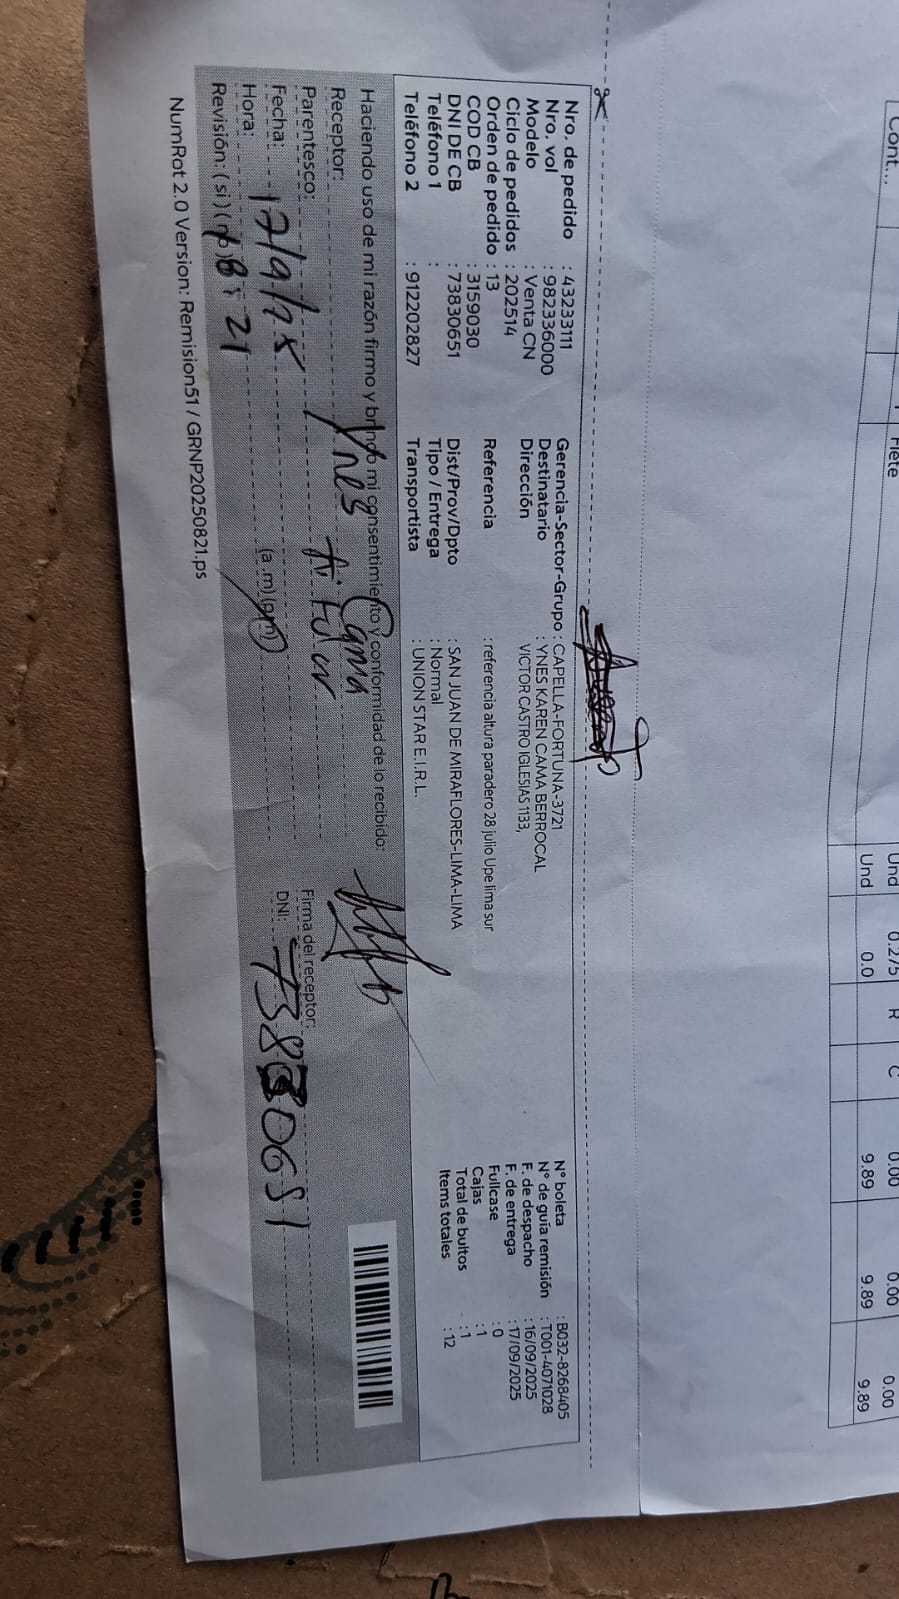 Cont...
Flete
Und 0.275 R C 0.00 0.00 0.00
Und 0.0 9.89 9.89 9.89
Nro. de pedido : 43233111
Nro. vol : 982336000
Modelo : Venta CN
Ciclo de pedidos : 202514
Orden de pedido : 13
COD CB : 3159030
DNI DE CB : 73830651
Teléfono 1 :
Teléfono 2 : 912202827
Gerencia-Sector-Grupo : CAPELLA-FORTUNA-3721
Destinatario : YNES KAREN CAMA BERROCAL
Dirección VICTOR CASTRO IGLESIAS 1133,
Referencia : referencia altura paradero 28 julio Upe lima sur
Dist/Prov/Dpto : SAN JUAN DE MIRAFLORES-LIMA-LIMA
Tipo / Entrega : Normal
Transportista : UNION STAR E.I.R.L.
N° boleta : B032-8268405
N° de guía remisión : T001-4071028
F. de despacho : 16/09/2025
F. de entrega : 17/09/2025
Fullcase : 0
Cajas : 1
Total de bultos : 1
Items totales : 12
Haciendo uso de mi razón firmo y brindo mi consentimiento y conformidad de lo recibido:
Receptor: Ynes Cama
Parentesco: titular
Fecha: 17/9/25
Hora: 8:21 (a.m)(pm)
Revisión: (si) (no)
Firma del receptor:
DNI: 73830651
NumRot 2.0 Version: Remision51 / GRNP20250821.ps